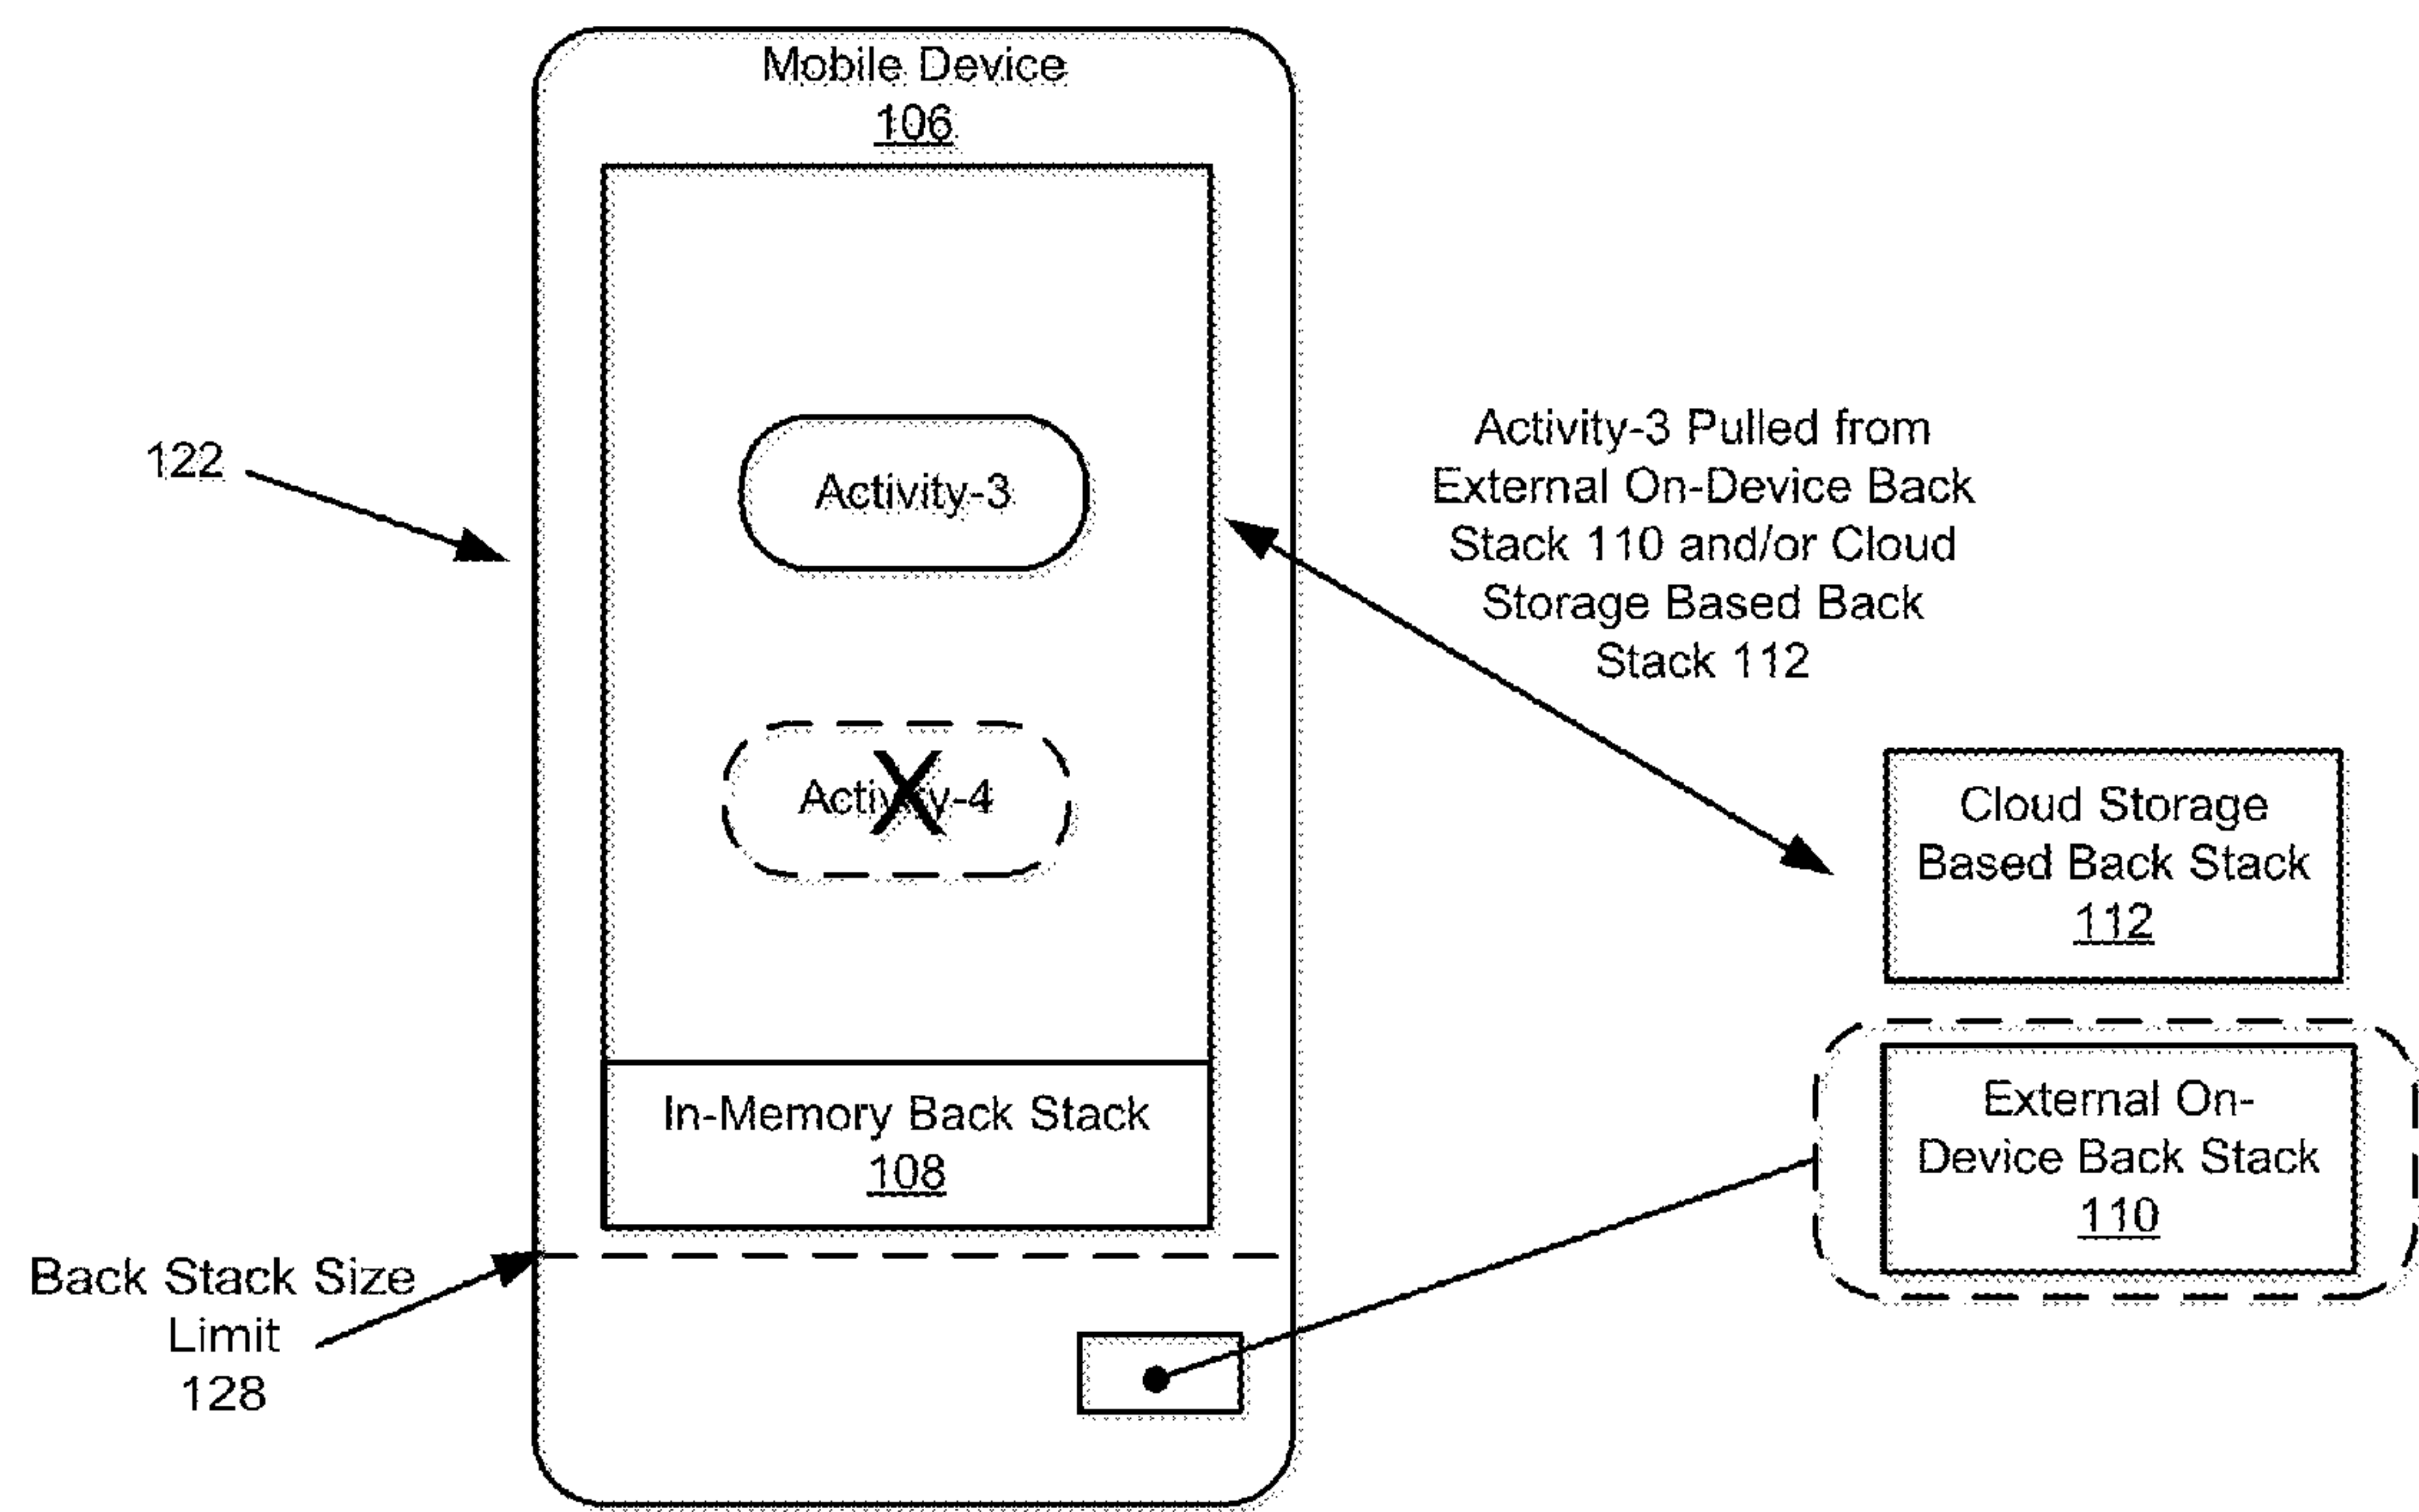 Mobile Device
106
122
Activity-3
Activity-3 Pulled from
External On-Device Back
Stack 110 and/or Cloud
Storage Based Back
Stack 112
Activity-4
X
Cloud Storage
Based Back Stack
112
In-Memory Back Stack
108
External On-
Device Back Stack
110
Back Stack Size
Limit
128